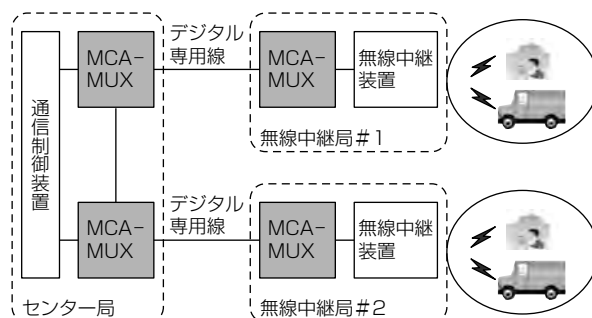 MCA-
MUX
デジタル
専用線
MCA-
MUX
無線中継
装置
無線中継局#1
通信制御装置
MCA-
MUX
デジタル
専用線
MCA-
MUX
無線中継
装置
センター局
無線中継局#2